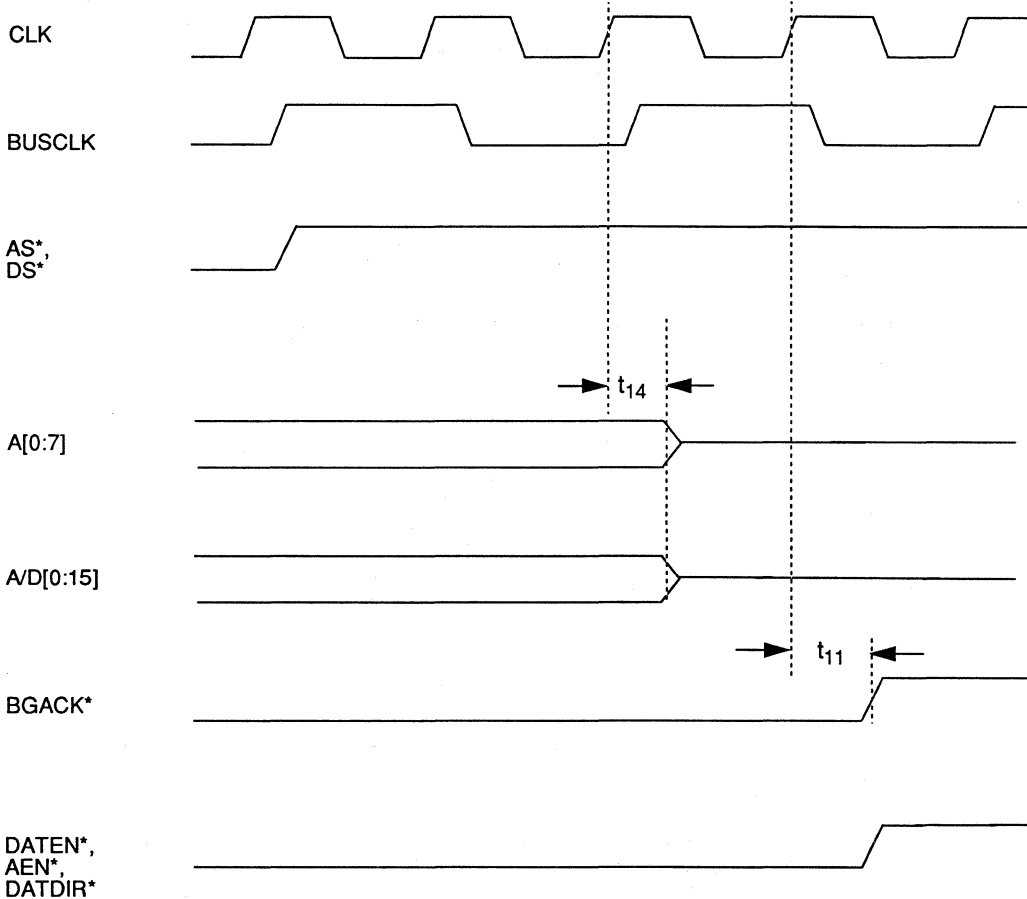 CLK
BUSCLK
AS*,
DS*
t14
A[0:7]
A/D[0:15]
t11
BGACK*
DATEN*,
AEN*,
DATDIR*